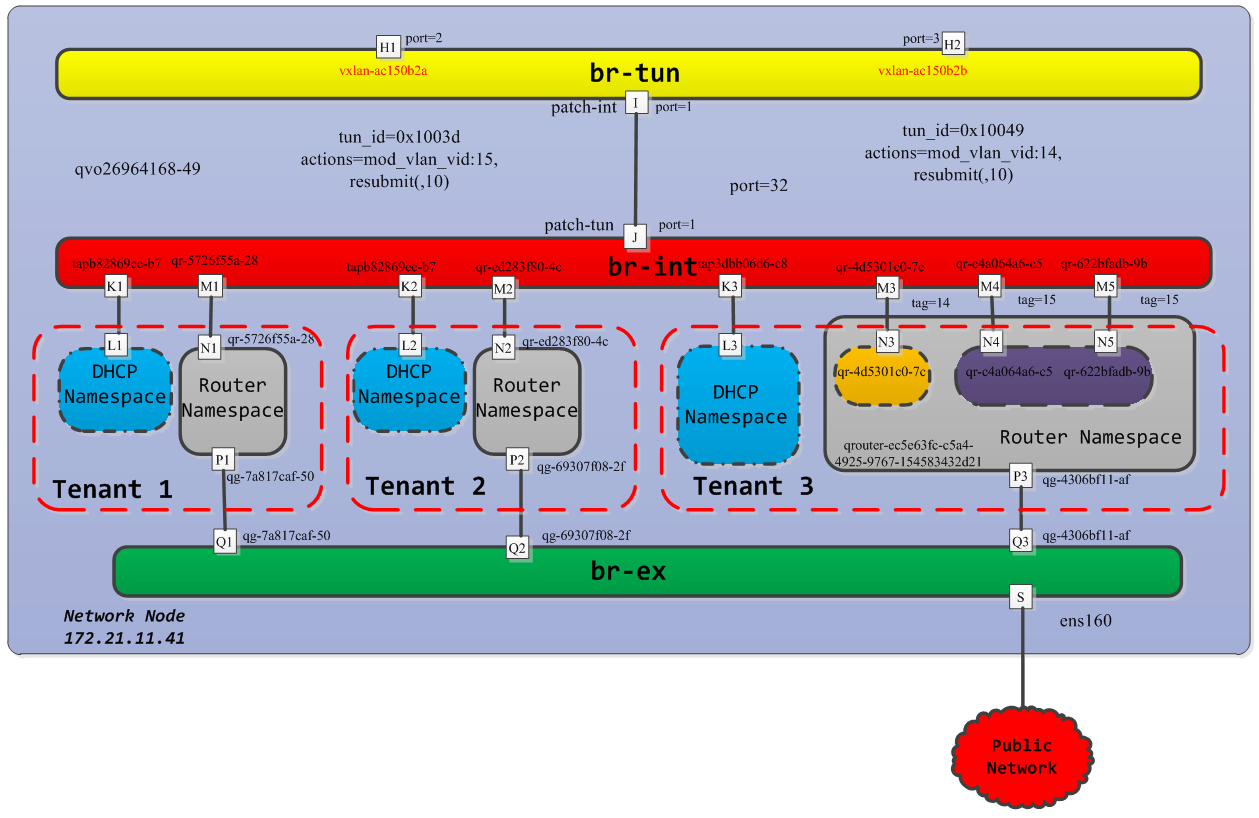 H1
port=2
port=3
H2
vxlan-ac150b2a
br-tun
vxlan-ac150b2b
patch-int
I
port=1
tun_id=0x1003d
actions=mod_vlan_vid:15,
resubmit(,10)
tun_id=0x10049
actions=mod_vlan_vid:14,
resubmit(,10)
qvo26964168-49
port=32
patch-tun
J
port=1
br-int
tapb82869ec-b7
qr-5726f55a-28
tapb82869ec-b7
qr-ed283f80-4c
tap3dbb06d6-c8
qr-4d5301c0-7c
qr-c4a064a6-c5
qr-622bfadb-9b
K1
M1
K2
M2
K3
M3
M4
M5
tag=14
tag=15
tag=15
L1
N1
qr-5726f55a-28
L2
N2
qr-ed283f80-4c
L3
N3
N4
N5
DHCP
Namespace
Router
Namespace
DHCP
Namespace
Router
Namespace
DHCP
Namespace
qr-4d5301c0-7c
qr-c4a064a6-c5
qr-622bfadb-9b
Router Namespace
qrouter-ec5e63fc-c5a4-
4925-9767-154583432d21
P1
qg-7a817caf-50
P2
qg-69307f08-2f
P3
qg-4306bf11-af
Tenant 1
Tenant 2
Tenant 3
Q1
qg-7a817caf-50
Q2
qg-69307f08-2f
Q3
qg-4306bf11-af
br-ex
S
ens160
Network Node
172.21.11.41
Public
Network